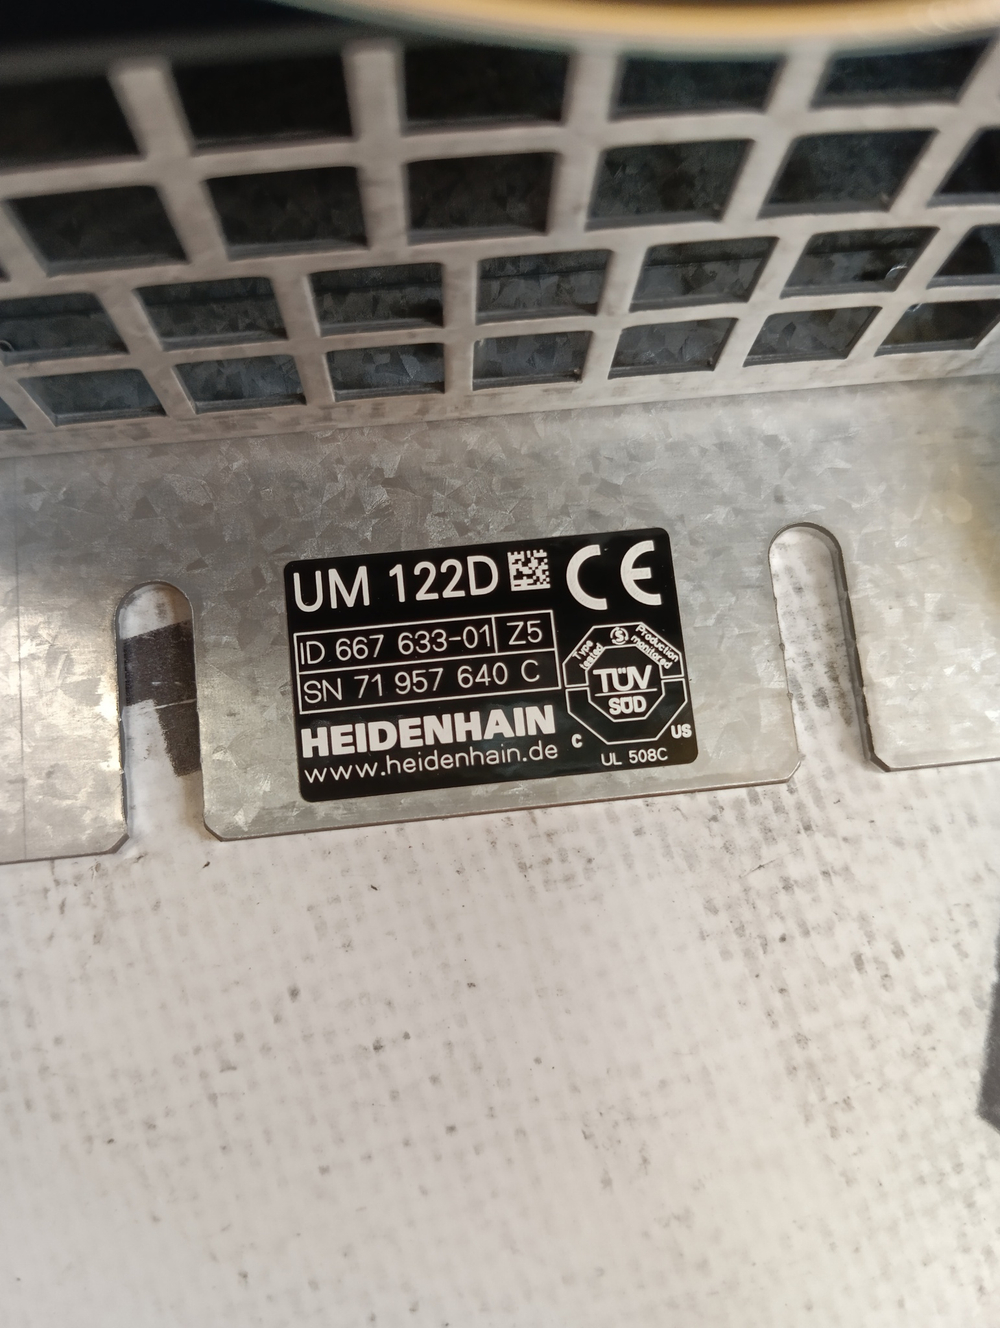 UM 122D
CE
ID 667 633-01 Z5
SN 71 957 640 C
HEIDENHAIN
www.heidenhain.de
Type tested
Production monitored
TÜV
SÜD
C US
UL 508C